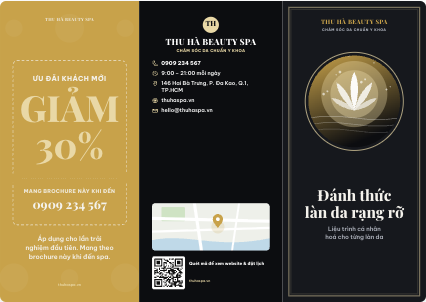 THU HÀ BEAUTY SPA
ƯU ĐÃI KHÁCH MỚI
GIẢM
30%
MANG BROCHURE NÀY KHI ĐẾN
0909 234 567
Áp dụng cho lần trải
nghiệm đầu tiên. Mang theo
brochure này khi đến spa.
thuhaspa.vn
TH
THU HÀ BEAUTY SPA
CHĂM SÓC DA CHUẨN Y KHOA
0909 234 567
9:00 – 21:00 mỗi ngày
146 Hai Bà Trưng, P. Đa Kao, Q.1,
TP.HCM
thuhaspa.vn
hello@thuhaspa.vn
Quét mã để xem website & đặt lịch
thuhaspa.vn
THU HÀ BEAUTY SPA
CHĂM SÓC DA CHUẨN Y KHOA
Đánh thức
làn da rạng rỡ
Liệu trình cá nhân
hoá cho từng làn da